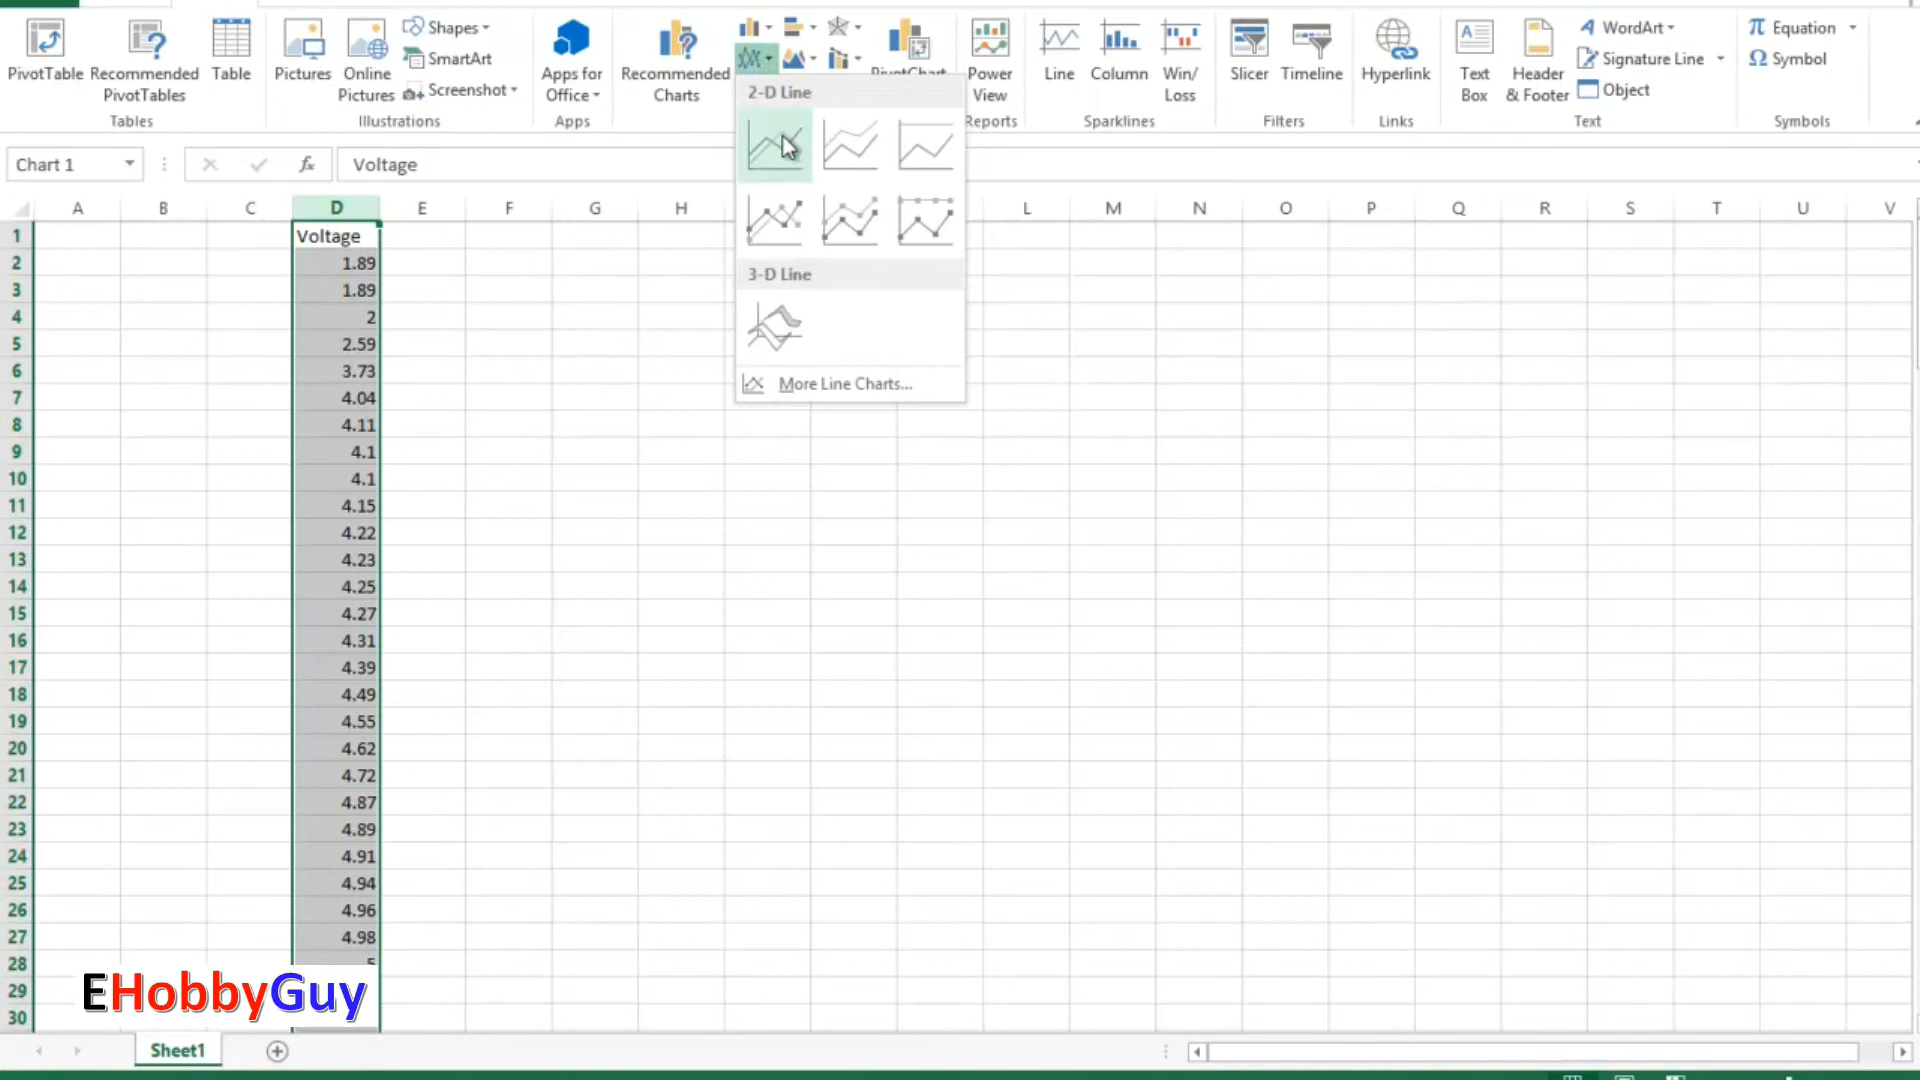 PivotTable
Recommended
PivotTables
Table
Tables
Pictures
Online
Pictures
Shapes
SmartArt
Screenshot
Illustrations
Apps for
Office
Apps
Recommended
Charts
PivotChart
Power
View
Reports
Line
Column
Win/
Loss
Sparklines
Slicer
Timeline
Filters
Hyperlink
Links
Text
Box
Header
& Footer
WordArt
Signature Line
Object
Text
π Equation
Ω Symbol
Symbols
2-D Line
3-D Line
More Line Charts...
Chart 1
fx
Voltage
A B C D E F G H L M N O P Q R S T U V
1 Voltage
2 1.89
3 1.89
4 2
5 2.59
6 3.73
7 4.04
8 4.11
9 4.1
10 4.1
11 4.15
12 4.22
13 4.23
14 4.25
15 4.27
16 4.31
17 4.39
18 4.49
19 4.55
20 4.62
21 4.72
22 4.87
23 4.89
24 4.91
25 4.94
26 4.96
27 4.98
28 5
29
30
EHobbyGuy
Sheet1